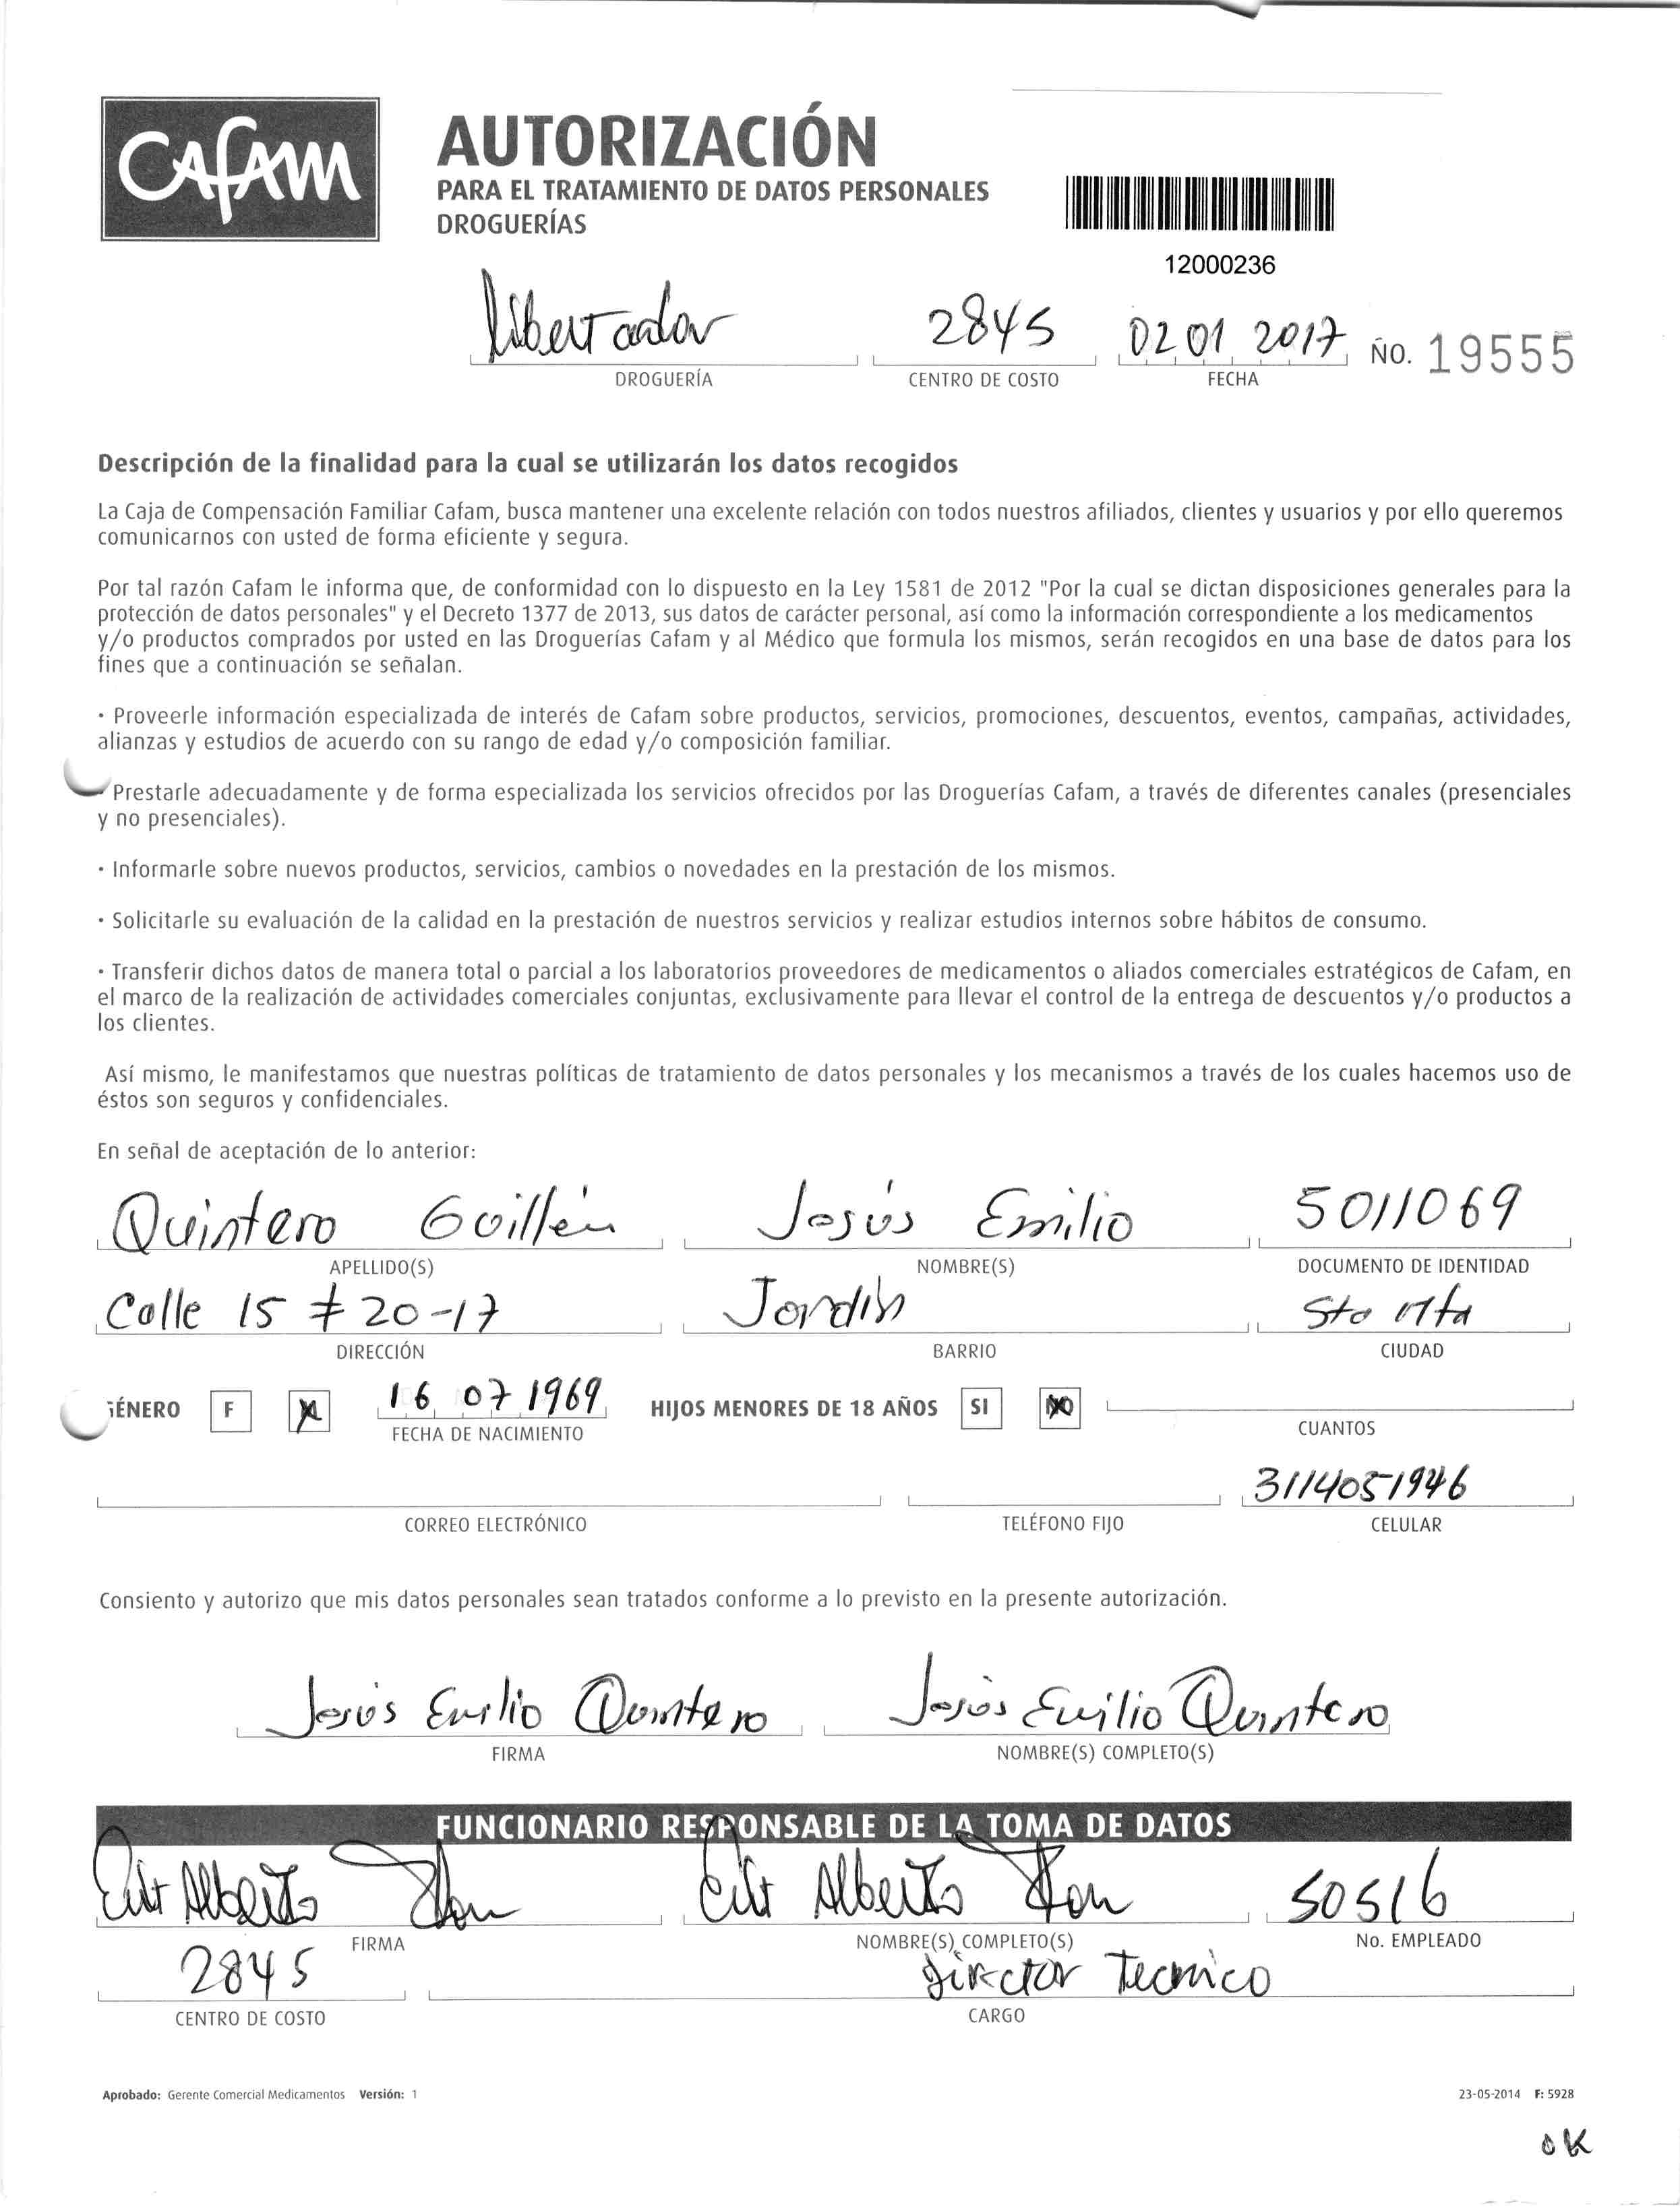 Cafam
AUTORIZACIÓN
PARA EL TRATAMIENTO DE DATOS PERSONALES
DROGUERÍAS
12000236
Libertador 2845 02 01 2017 No. 19555
DROGUERÍA CENTRO DE COSTO FECHA
Descripción de la finalidad para la cual se utilizarán los datos recogidos
La Caja de Compensación Familiar Cafam, busca mantener una excelente relación con todos nuestros afiliados, clientes y usuarios y por ello queremos
comunicarnos con usted de forma eficiente y segura.
Por tal razón Cafam le informa que, de conformidad con lo dispuesto en la Ley 1581 de 2012 "Por la cual se dictan disposiciones generales para la
protección de datos personales" y el Decreto 1377 de 2013, sus datos de carácter personal, así como la información correspondiente a los medicamentos
y/o productos comprados por usted en las Droguerías Cafam y al Médico que formula los mismos, serán recogidos en una base de datos para los
fines que a continuación se señalan.
· Proveerle información especializada de interés de Cafam sobre productos, servicios, promociones, descuentos, eventos, campañas, actividades,
alianzas y estudios de acuerdo con su rango de edad y/o composición familiar.
Prestarle adecuadamente y de forma especializada los servicios ofrecidos por las Droguerías Cafam, a través de diferentes canales (presenciales
y no presenciales).
· Informarle sobre nuevos productos, servicios, cambios o novedades en la prestación de los mismos.
· Solicitarle su evaluación de la calidad en la prestación de nuestros servicios y realizar estudios internos sobre hábitos de consumo.
· Transferir dichos datos de manera total o parcial a los laboratorios proveedores de medicamentos o aliados comerciales estratégicos de Cafam, en
el marco de la realización de actividades comerciales conjuntas, exclusivamente para llevar el control de la entrega de descuentos y/o productos a
los clientes.
Así mismo, le manifestamos que nuestras políticas de tratamiento de datos personales y los mecanismos a través de los cuales hacemos uso de
éstos son seguros y confidenciales.
En señal de aceptación de lo anterior:
Quintero Guillén Jesús Emilio 5011069
APELLIDO(S) NOMBRE(S) DOCUMENTO DE IDENTIDAD
Calle 15 # 20-17 Jardín Sta Mta
DIRECCIÓN BARRIO CIUDAD
GÉNERO F M 16 07 1969 HIJOS MENORES DE 18 AÑOS SI NO
FECHA DE NACIMIENTO CUANTOS
3114051946
CORREO ELECTRÓNICO TELÉFONO FIJO CELULAR
Consiento y autorizo que mis datos personales sean tratados conforme a lo previsto en la presente autorización.
Jesús Emilio Quintero Jesús Emilio Quintero
FIRMA NOMBRE(S) COMPLETO(S)
FUNCIONARIO RESPONSABLE DE LA TOMA DE DATOS
Alberto Alberto 50516
FIRMA NOMBRE(S) COMPLETO(S) No. EMPLEADO
2845 Director Tecnico
CENTRO DE COSTO CARGO
Aprobado: Gerente Comercial Medicamentos Versión: 1 23-05-2014 F: 5928
OK